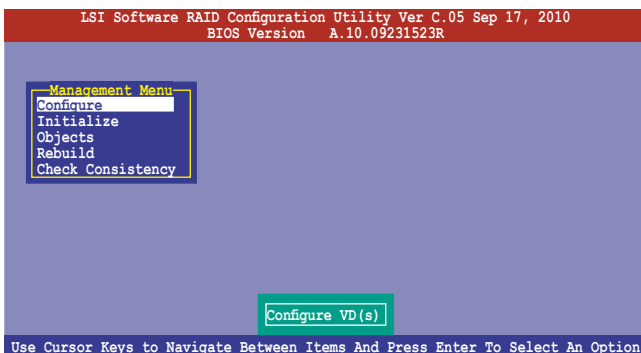 LSI Software RAID Configuration Utility Ver C.05 Sep 17, 2010
BIOS Version A.10.09231523R
Management Menu
Configure
Initialize
Objects
Rebuild
Check Consistency
Configure VD(s)
Use Cursor Keys to Navigate Between Items And Press Enter To Select An Option